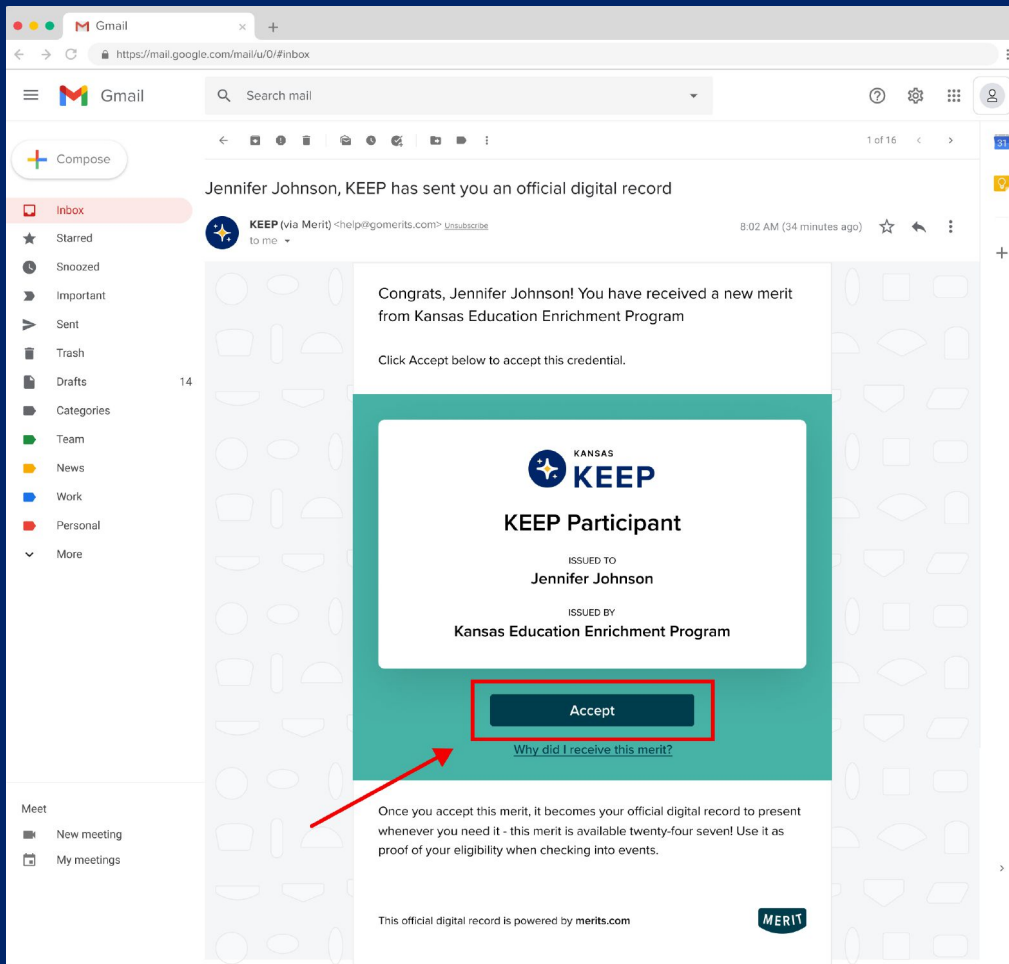 Gmail
https://mail.google.com/mail/u/0/#inbox
Gmail
Search mail
Compose
1 of 16
31
Jennifer Johnson, KEEP has sent you an official digital record
Inbox
KEEP (via Merit) <help@gomerits.com> Unsubscribe
8:02 AM (34 minutes ago)
to me
Starred
Snoozed
Important
Sent
Trash
Drafts 14
Categories
Team
News
Work
Personal
More
Congrats, Jennifer Johnson! You have received a new merit
from Kansas Education Enrichment Program
Click Accept below to accept this credential.
KANSAS
KEEP
KEEP Participant
ISSUED TO
Jennifer Johnson
ISSUED BY
Kansas Education Enrichment Program
Accept
Why did I receive this merit?
Once you accept this merit, it becomes your official digital record to present
whenever you need it - this merit is available twenty-four seven! Use it as
proof of your eligibility when checking into events.
This official digital record is powered by merits.com
MERIT
Meet
New meeting
My meetings